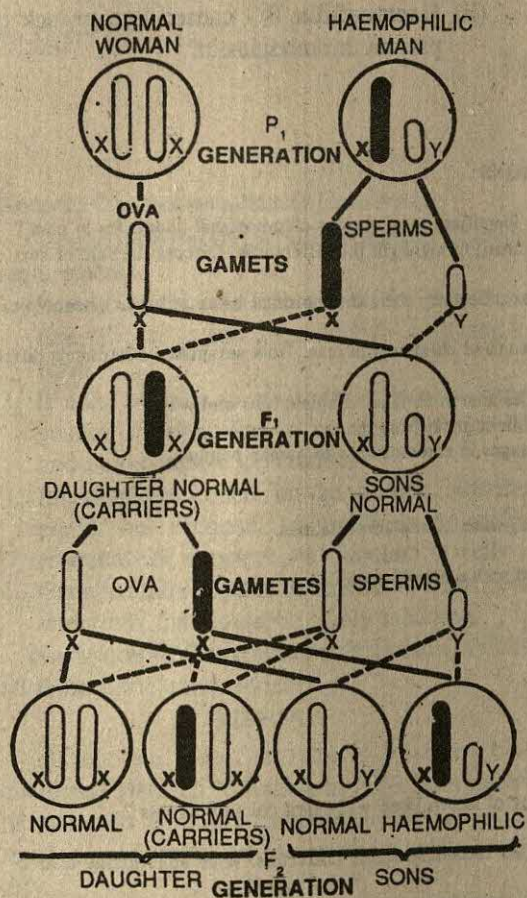 NORMAL WOMAN
HAEMOPHILIC MAN
X X
X Y
P₁ GENERATION
OVA
SPERMS
GAMETS
X
X
Y
X X
F₁ GENERATION
X Y
DAUGHTER NORMAL (CARRIERS)
SONS NORMAL
OVA
GAMETES
SPERMS
X
X
X
Y
X X
X X
X Y
X Y
NORMAL
NORMAL (CARRIERS)
NORMAL
HAEMOPHILIC
DAUGHTER
F₂ GENERATION
SONS